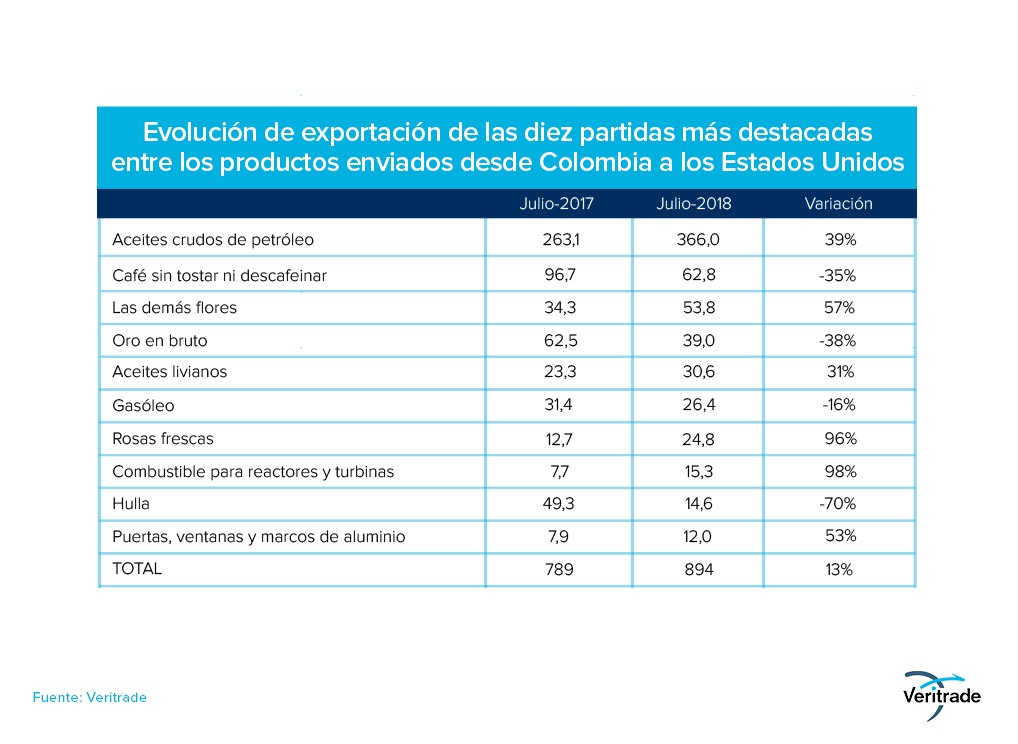 Evolución de exportación de las diez partidas más destacadas
entre los productos enviados desde Colombia a los Estados Unidos
Julio-2017 Julio-2018 Variación
Aceites crudos de petróleo 263,1 366,0 39%
Café sin tostar ni descafeinar 96,7 62,8 -35%
Las demás flores 34,3 53,8 57%
Oro en bruto 62,5 39,0 -38%
Aceites livianos 23,3 30,6 31%
Gasóleo 31,4 26,4 -16%
Rosas frescas 12,7 24,8 96%
Combustible para reactores y turbinas 7,7 15,3 98%
Hulla 49,3 14,6 -70%
Puertas, ventanas y marcos de aluminio 7,9 12,0 53%
TOTAL 789 894 13%
Fuente: Veritrade
Veritrade